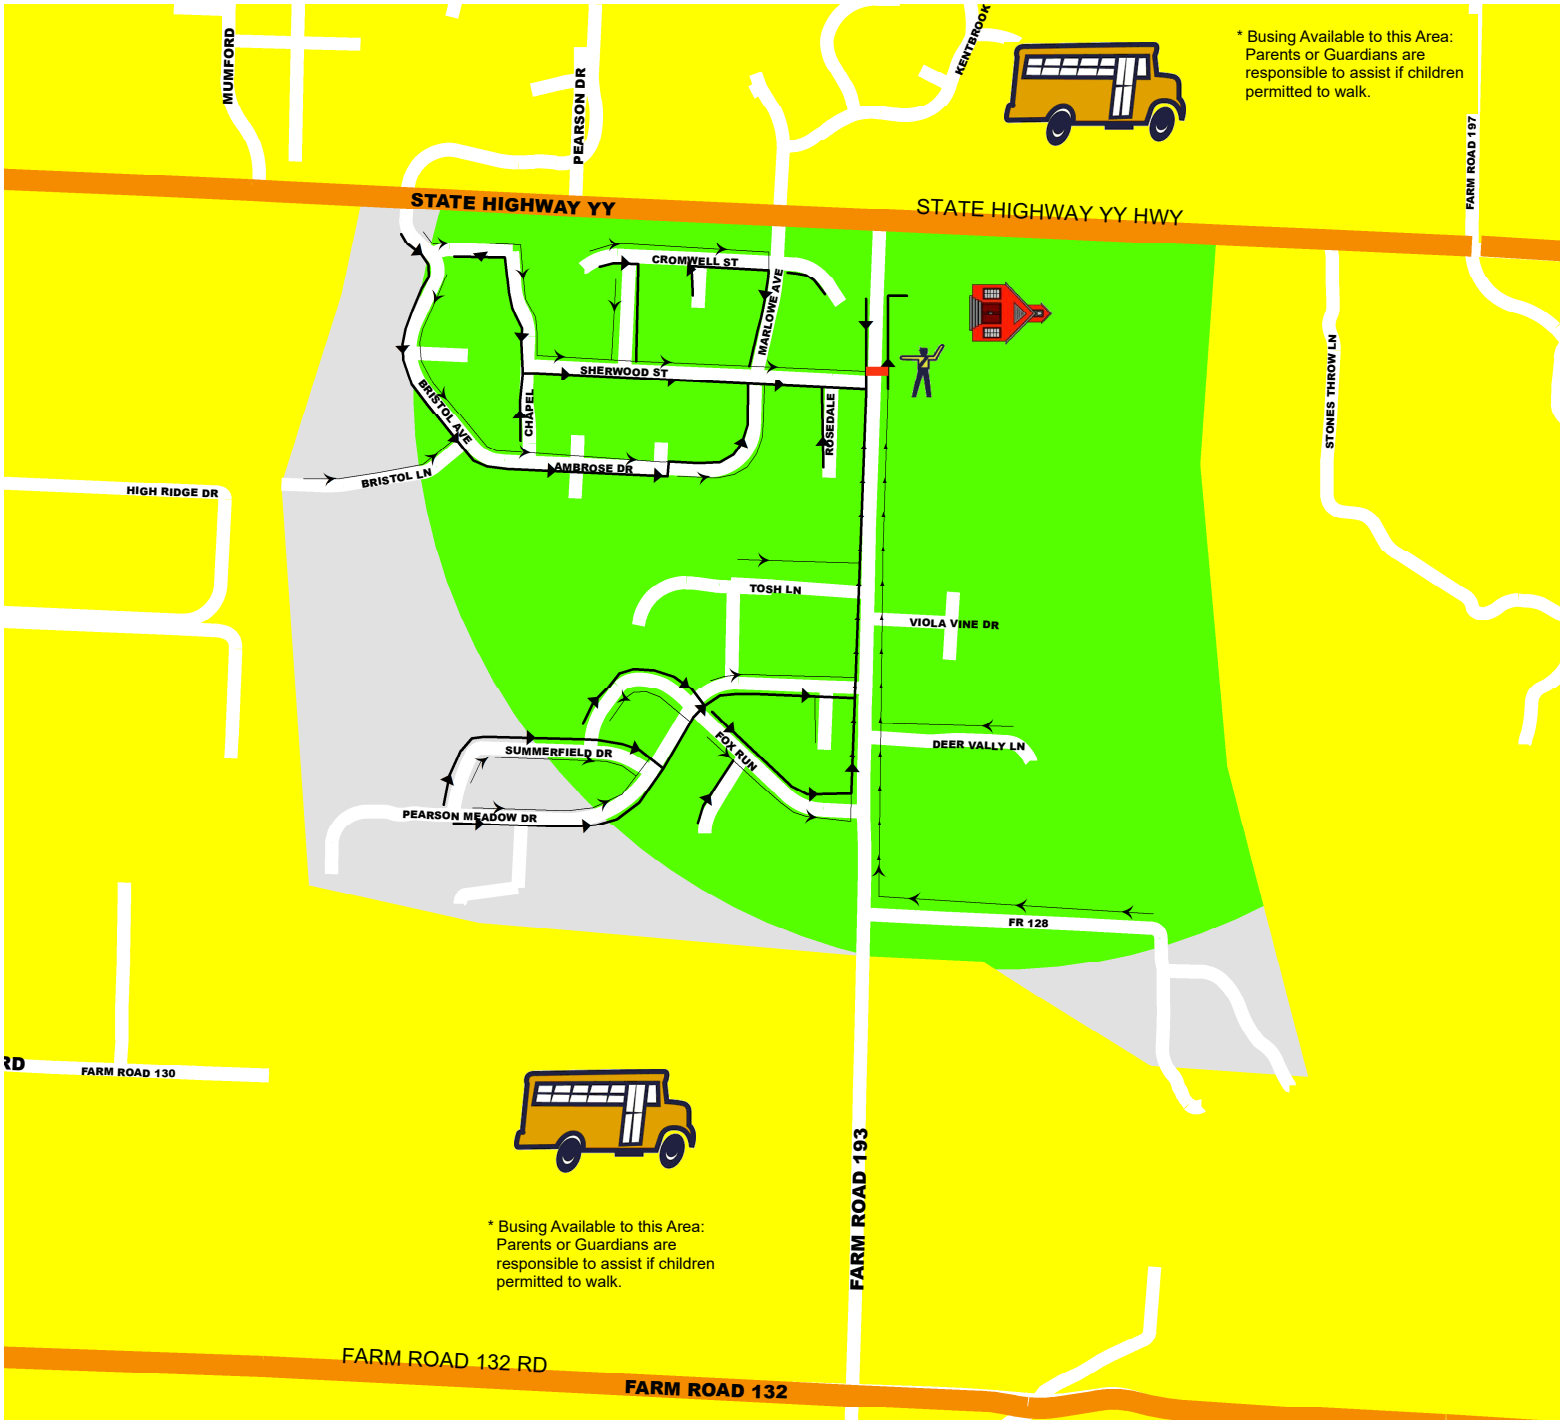 MUMFORD
PEARSON DR
KENTBROOK
* Busing Available to this Area:
Parents or Guardians are
responsible to assist if children
permitted to walk.
FARM ROAD 197
STATE HIGHWAY YY
STATE HIGHWAY YY HWY
CROMWELL ST
MARLOWE AVE
SHERWOOD ST
STONES THROW LN
BRISTOL AVE
CHAPEL
ROSEDALE
AMBROSE DR
BRISTOL LN
HIGH RIDGE DR
TOSH LN
VIOLA VINE DR
FOX RUN
SUMMERFIELD DR
DEER VALLY LN
PEARSON MEADOW DR
FR 128
RD
FARM ROAD 130
FARM ROAD 193
* Busing Available to this Area:
Parents or Guardians are
responsible to assist if children
permitted to walk.
FARM ROAD 132 RD
FARM ROAD 132